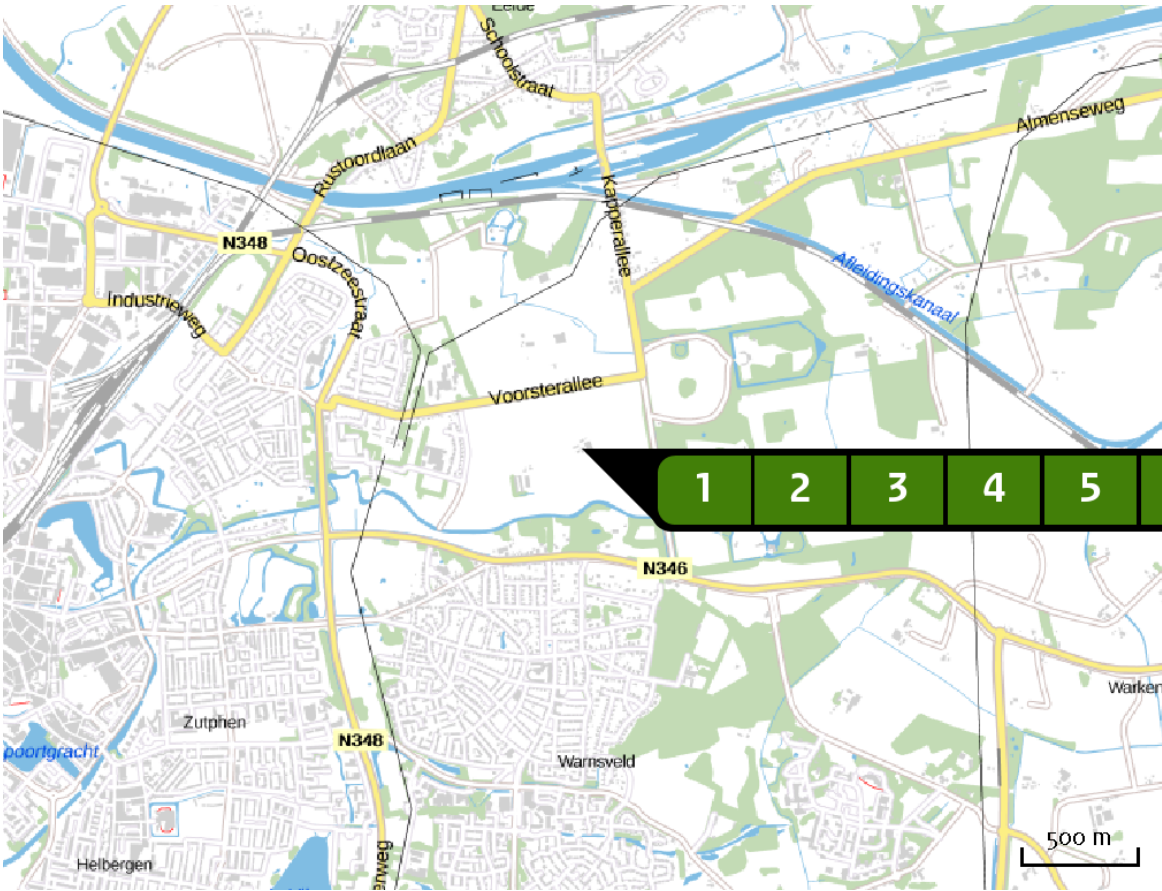 Eefde
Schoolstraat
Almenseweg
Rustoordlaan
Kapperallee
N348
Oostzeestraat
Afleidingskanaal
Industrieweg
Voorsterallee
1 2 3 4 5
N346
Warken
Zutphen
N348
poortgracht
Warnsveld
500 m
Helbergen
erweg